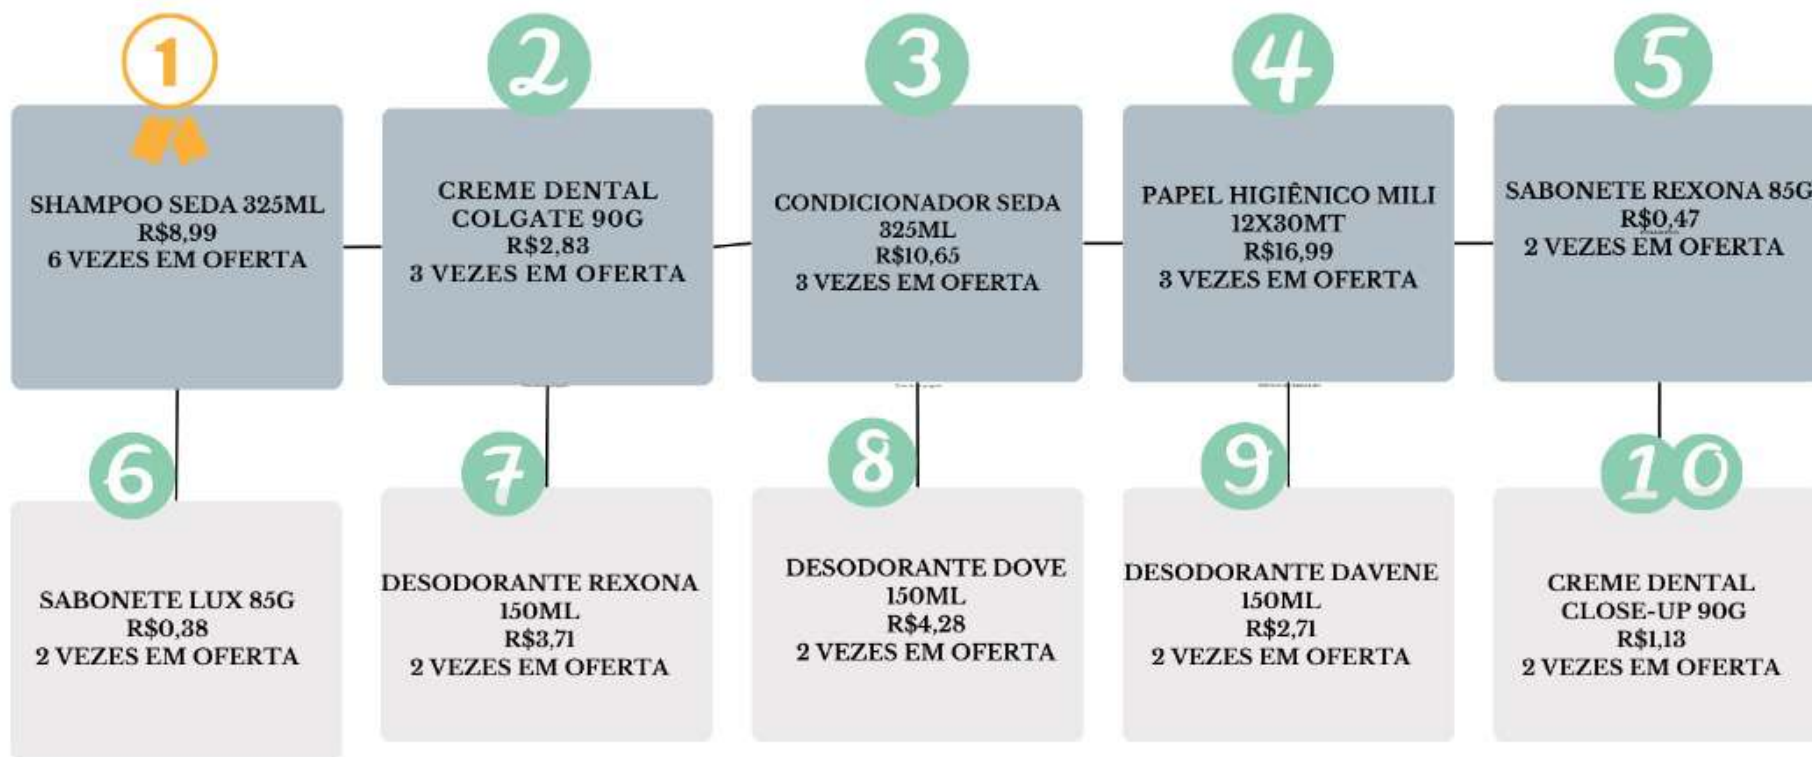 1
SHAMPOO SEDA 325ML
R$8,99
6 VEZES EM OFERTA
2
CREME DENTAL
COLGATE 90G
R$2,83
3 VEZES EM OFERTA
3
CONDICIONADOR SEDA
325ML
R$10,65
3 VEZES EM OFERTA
4
PAPEL HIGIÊNICO MILI
12X30MT
R$16,99
3 VEZES EM OFERTA
5
SABONETE REXONA 85G
R$0,47
2 VEZES EM OFERTA
6
SABONETE LUX 85G
R$0,38
2 VEZES EM OFERTA
7
DESODORANTE REXONA
150ML
R$3,71
2 VEZES EM OFERTA
8
DESODORANTE DOVE
150ML
R$4,28
2 VEZES EM OFERTA
9
DESODORANTE DAVENE
150ML
R$2,71
2 VEZES EM OFERTA
10
CREME DENTAL
CLOSE-UP 90G
R$1,13
2 VEZES EM OFERTA